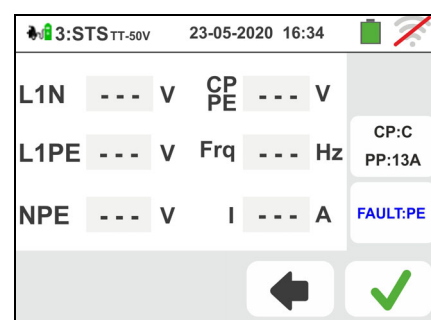 3:STS TT-50V 23-05-2020 16:34
L1N - - - V CP PE - - - V
L1PE - - - V Frq - - - Hz
NPE - - - V I - - - A
CP:C
PP:13A
FAULT:PE